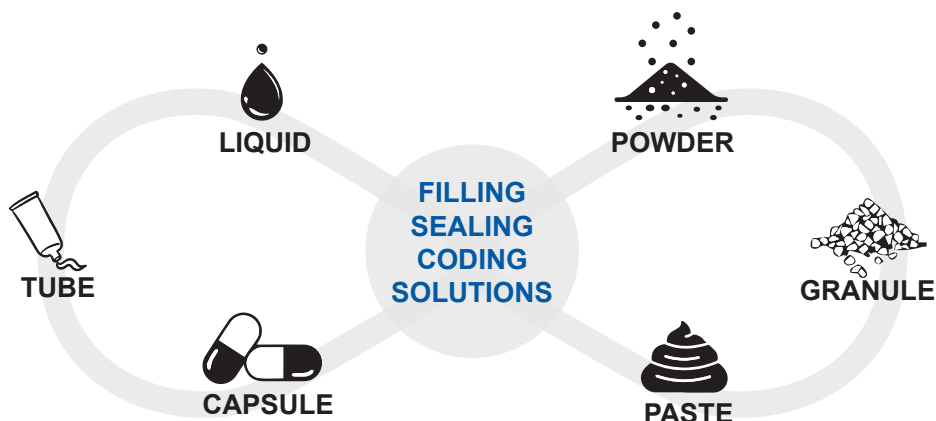 LIQUID
POWDER
FILLING
SEALING
CODING
SOLUTIONS
TUBE
GRANULE
CAPSULE
PASTE